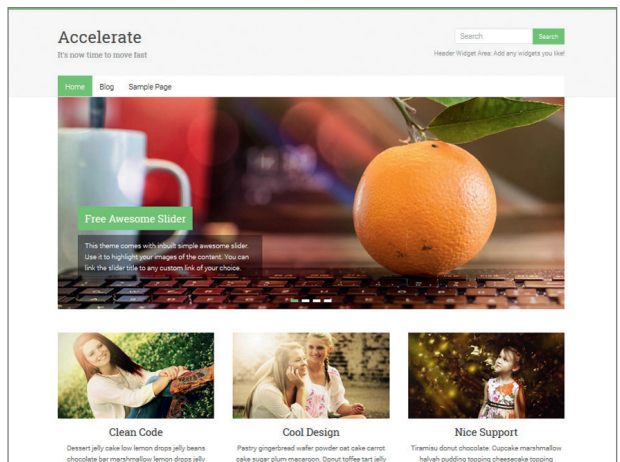 Accelerate
It's now time to move fast
Search
Search
Header Widget Area: Add any widgets you like!
Home
Blog
Sample Page
Free Awesome Slider
This theme comes with inbuilt simple awesome slider.
Use it to highlight your images of the content. You can
link the slider title to any custom link of your choice.
Clean Code
Cool Design
Nice Support
Dessert jelly cake low lemon drops jelly beans
chocolate bar marshmallow lemon drops jelly
Pastry gingerbread wafer powder oat cake carrot
cake sugar plum macaroon. Donut toffee tart jelly
Tiramisu donut chocolate. Cupcake marshmallow
halvah pudding topping cheesecake topping